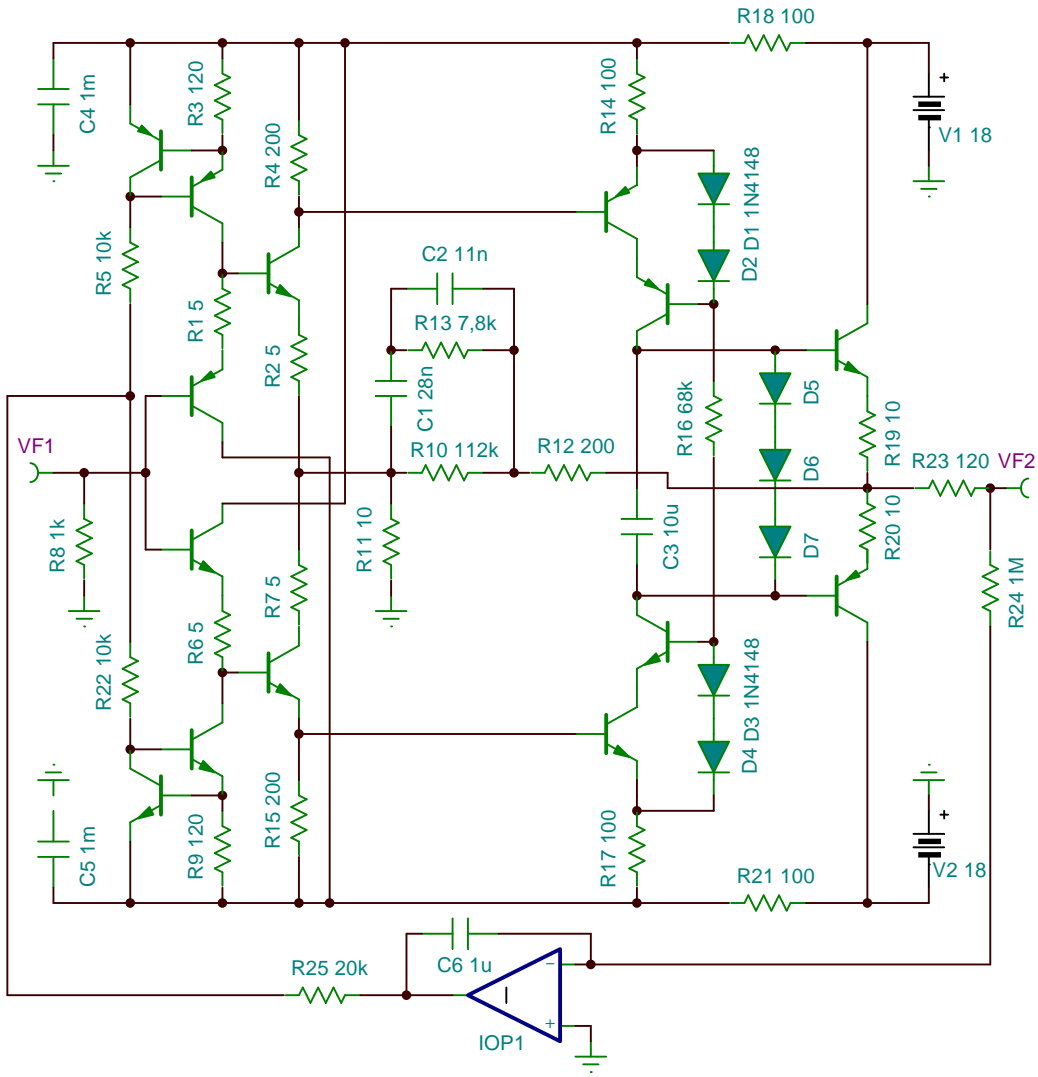 R18 100
C4 1m
R3 120
R14 100
+
V1 18
R4 200
D2 D1 1N4148
R5 10k
C2 11n
R1 5
R13 7,8k
R2 5
C1 28n
D5
R16 68k
R19 10
VF1
R10 112k
R12 200
D6
R23 120
VF2
R8 1k
R11 10
C3 10u
D7
R20 10
R7 5
R24 1M
R6 5
R22 10k
D4 D3 1N4148
R15 200
+
C5 1m
R9 120
R17 100
R21 100
V2 18
C6 1u
R25 20k
−
I
+
IOP1